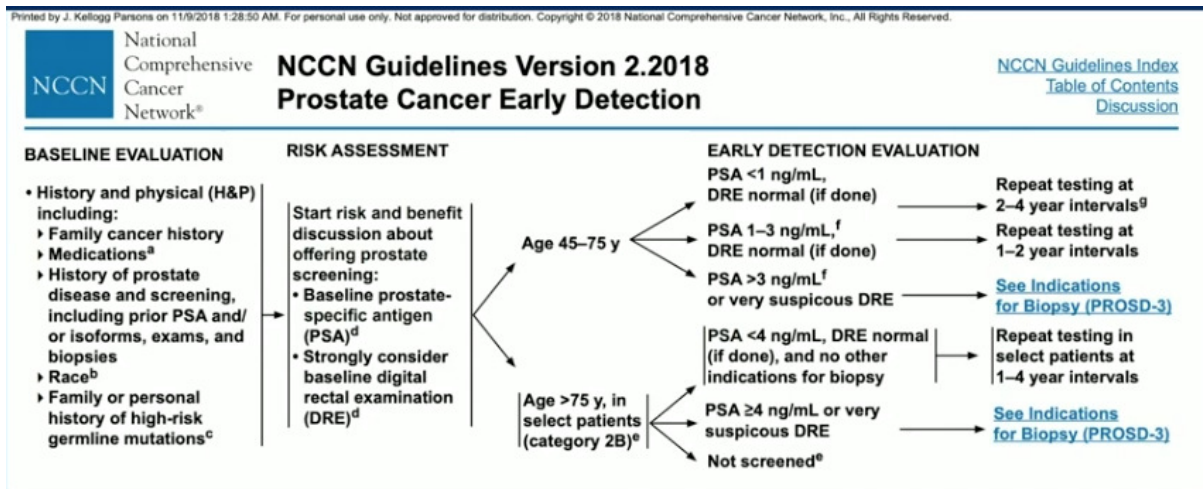 Printed by J. Kellogg Parsons on 11/9/2018 1:28:50 AM. For personal use only. Not approved for distribution. Copyright © 2018 National Comprehensive Cancer Network, Inc., All Rights Reserved.
NCCN
National
Comprehensive
Cancer
Network®
NCCN Guidelines Version 2.2018
Prostate Cancer Early Detection
NCCN Guidelines Index
Table of Contents
Discussion
BASELINE EVALUATION
• History and physical (H&P)
including:
▸ Family cancer history
▸ Medicationsᵃ
▸ History of prostate
disease and screening,
including prior PSA and/
or isoforms, exams, and
biopsies
▸ Raceᵇ
▸ Family or personal
history of high-risk
germline mutationsᶜ
RISK ASSESSMENT
Start risk and benefit
discussion about
offering prostate
screening:
• Baseline prostate-
specific antigen
(PSA)ᵈ
• Strongly consider
baseline digital
rectal examination
(DRE)ᵈ
Age 45–75 y
Age >75 y, in
select patients
(category 2B)ᵉ
EARLY DETECTION EVALUATION
PSA <1 ng/mL,
DRE normal (if done)
Repeat testing at
2–4 year intervalsᵍ
PSA 1–3 ng/mL,ᶠ
DRE normal (if done)
Repeat testing at
1–2 year intervals
PSA >3 ng/mLᶠ
or very suspicious DRE
See Indications
for Biopsy (PROSD-3)
PSA <4 ng/mL, DRE normal
(if done), and no other
indications for biopsy
Repeat testing in
select patients at
1–4 year intervals
PSA ≥4 ng/mL or very
suspicious DRE
See Indications
for Biopsy (PROSD-3)
Not screenedᵉ